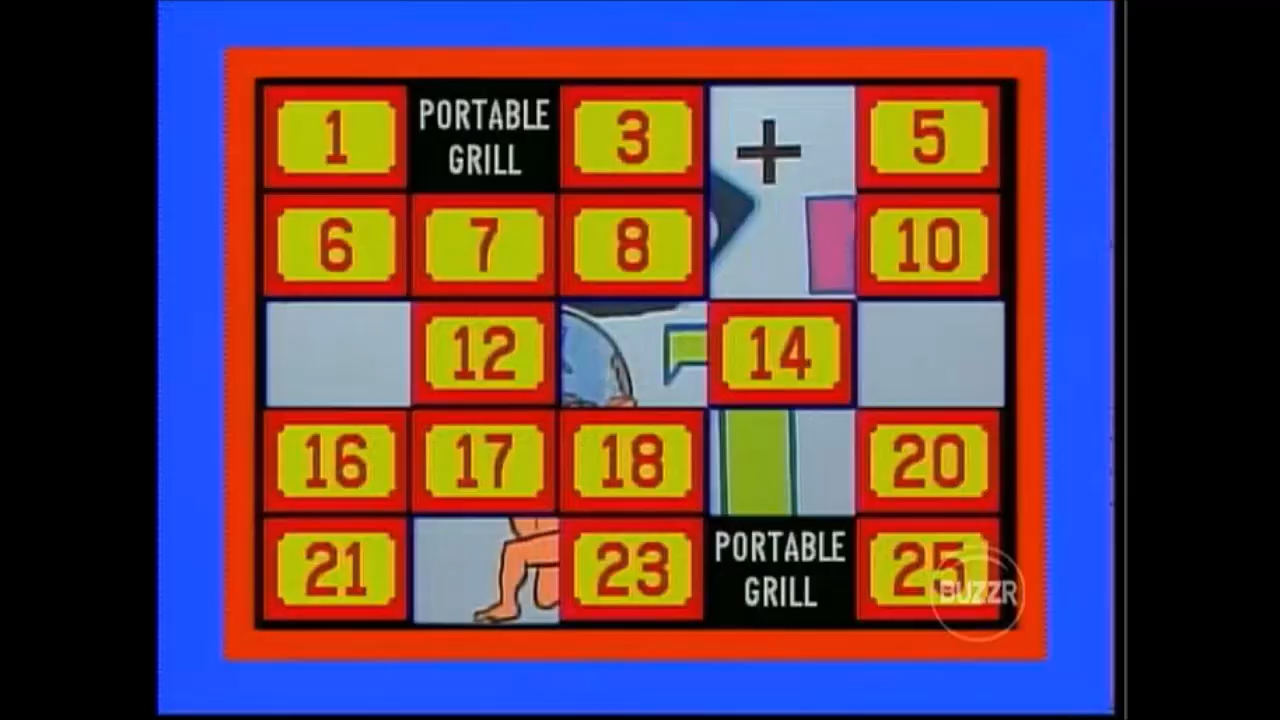 1 PORTABLE GRILL 3 + 5
6 7 8 10
12 14
16 17 18 20
21 23 PORTABLE GRILL 25
BUZZR